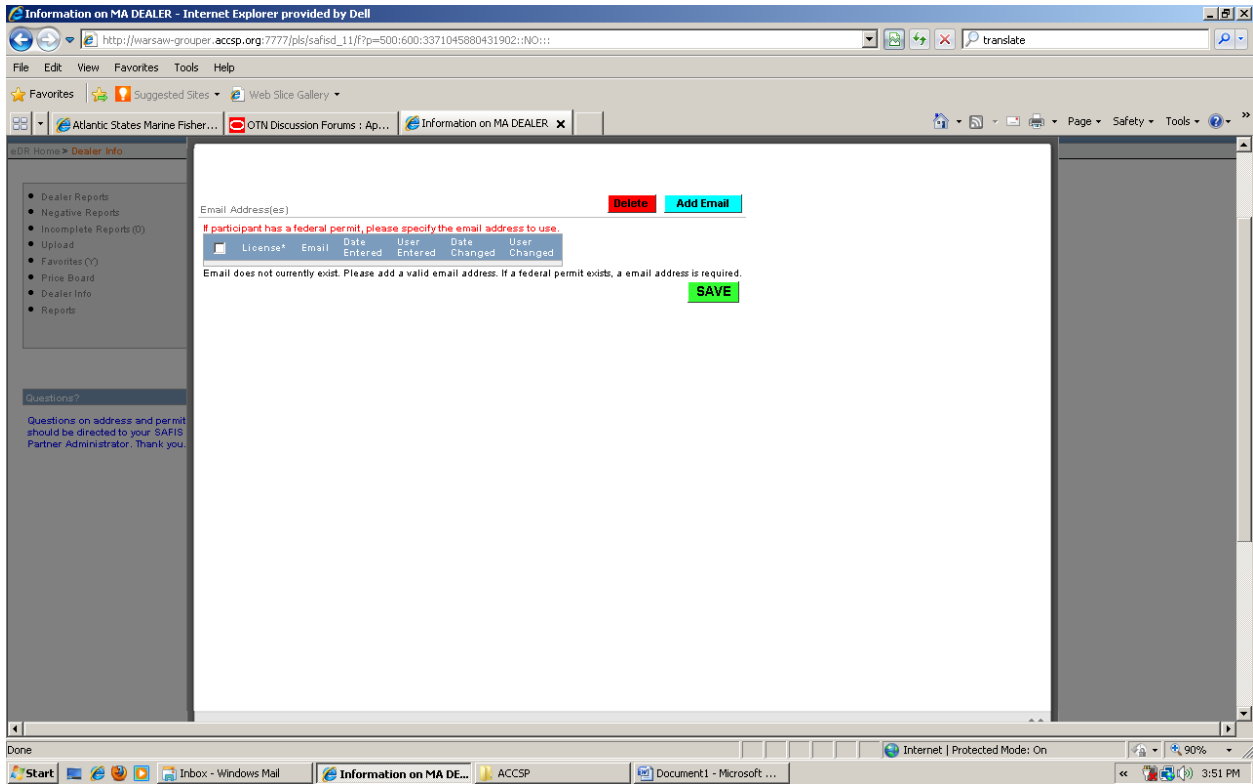 Information on MA DEALER - Internet Explorer provided by Dell
http://warsaw-grouper.accsp.org:7777/pls/safisd_11/f?p=500:600:3371045880431902::NO:::
translate
File Edit View Favorites Tools Help
Favorites Suggested Sites Web Slice Gallery
Atlantic States Marine Fisher... OTN Discussion Forums : Ap... Information on MA DEALER Page Safety Tools
eDR Home > Dealer Info
Dealer Reports
Negative Reports
Incomplete Reports (0)
Upload
Favorites (Y)
Price Board
Dealer Info
Reports
Questions?
Questions on address and permit
should be directed to your SAFIS
Partner Administrator. Thank you.
Email Address(es) Delete Add Email
If participant has a federal permit, please specify the email address to use.
License* Email Date Entered User Entered Date Changed User Changed
Email does not currently exist. Please add a valid email address. If a federal permit exists, a email address is required.
SAVE
Done Internet | Protected Mode: On 90%
Start Inbox - Windows Mail Information on MA DE... ACCSP Document1 - Microsoft ... 3:51 PM